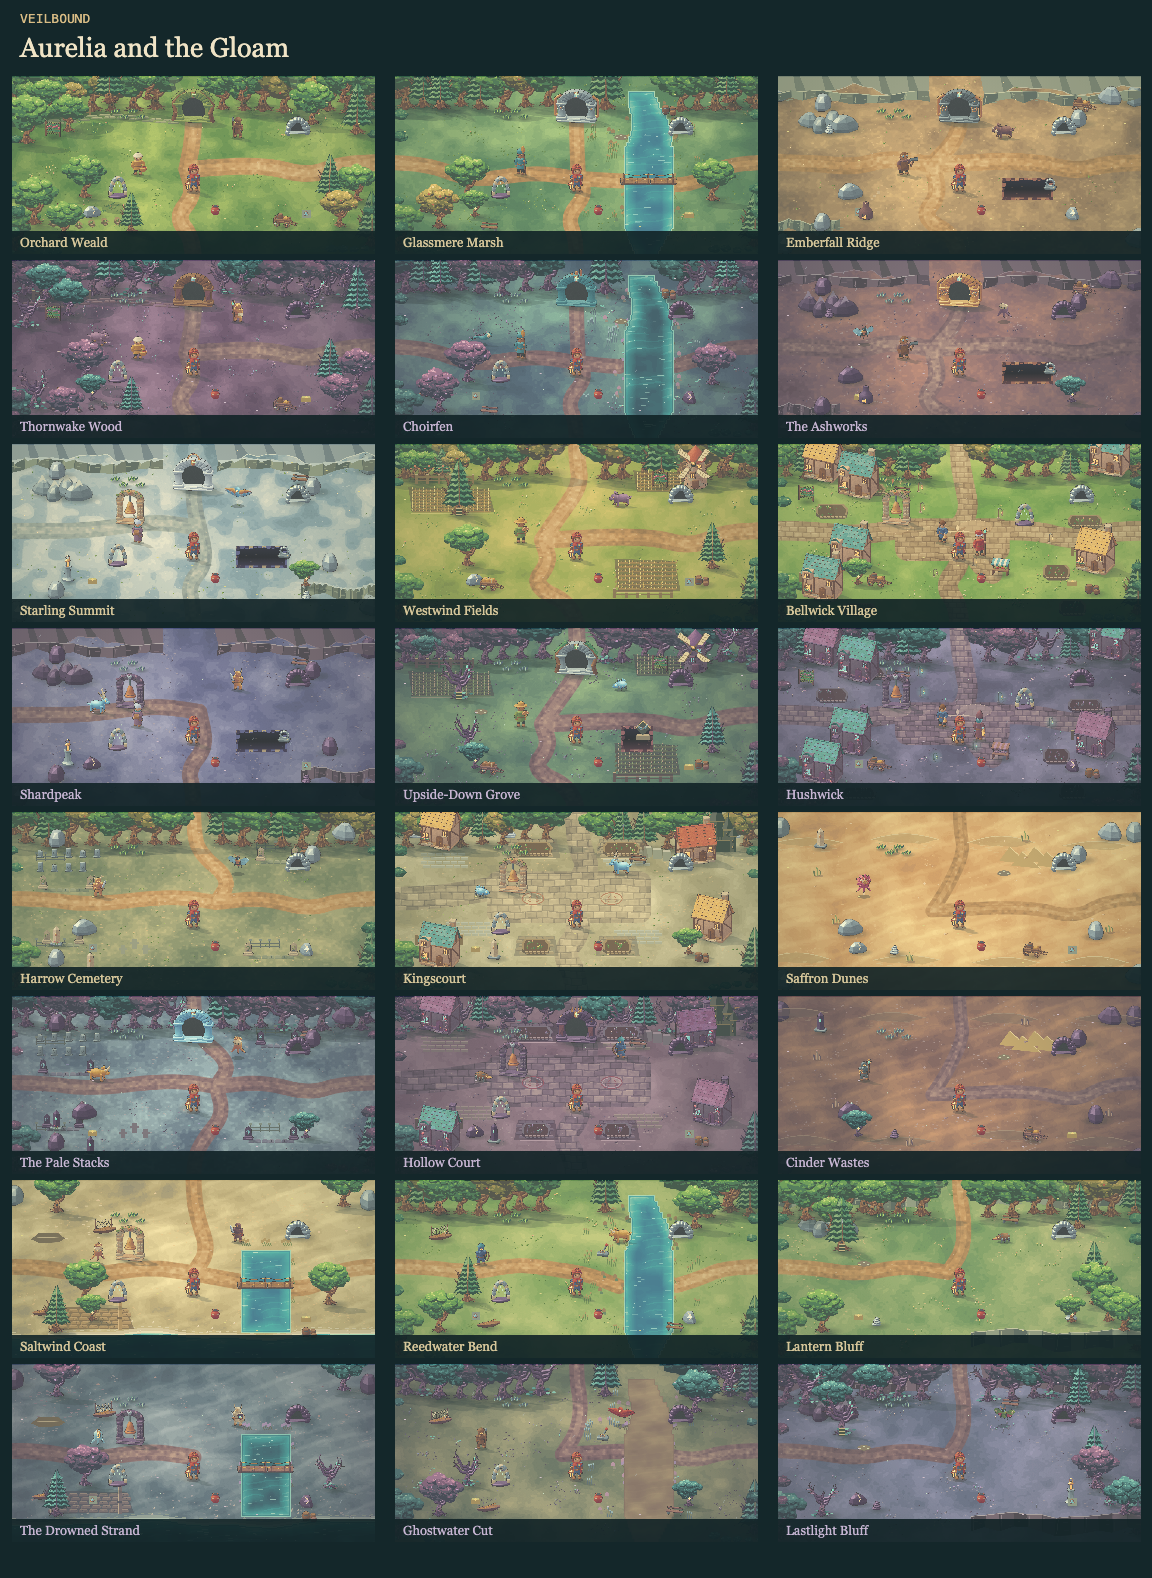 VEILBOUND
Aurelia and the Gloam
Orchard Weald
Glassmere Marsh
Emberfall Ridge
Thornwake Wood
Choirfen
The Ashworks
Starling Summit
Westwind Fields
Bellwick Village
Shardpeak
Upside-Down Grove
Hushwick
Harrow Cemetery
Kingscourt
Saffron Dunes
The Pale Stacks
Hollow Court
Cinder Wastes
Saltwind Coast
Reedwater Bend
Lantern Bluff
The Drowned Strand
Ghostwater Cut
Lastlight Bluff